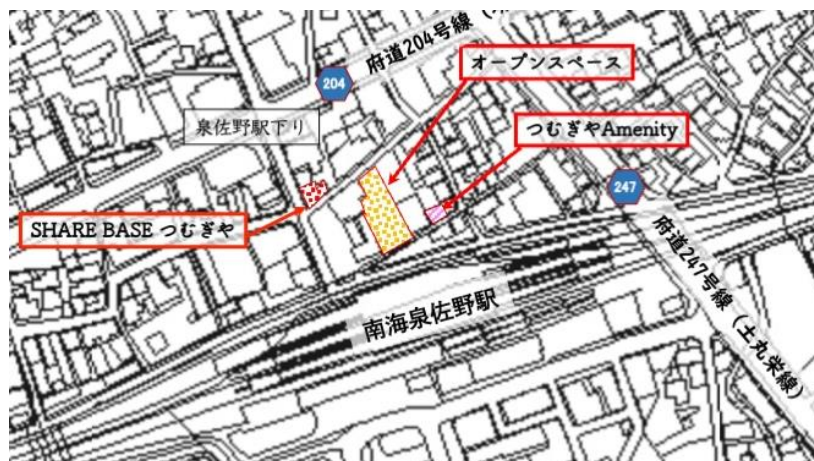 府道204号線（
204
オープンスペース
泉佐野駅下り
つむぎやAmenity
247
SHARE BASE つむぎや
府道247号線（土丸栄線）
南海泉佐野駅